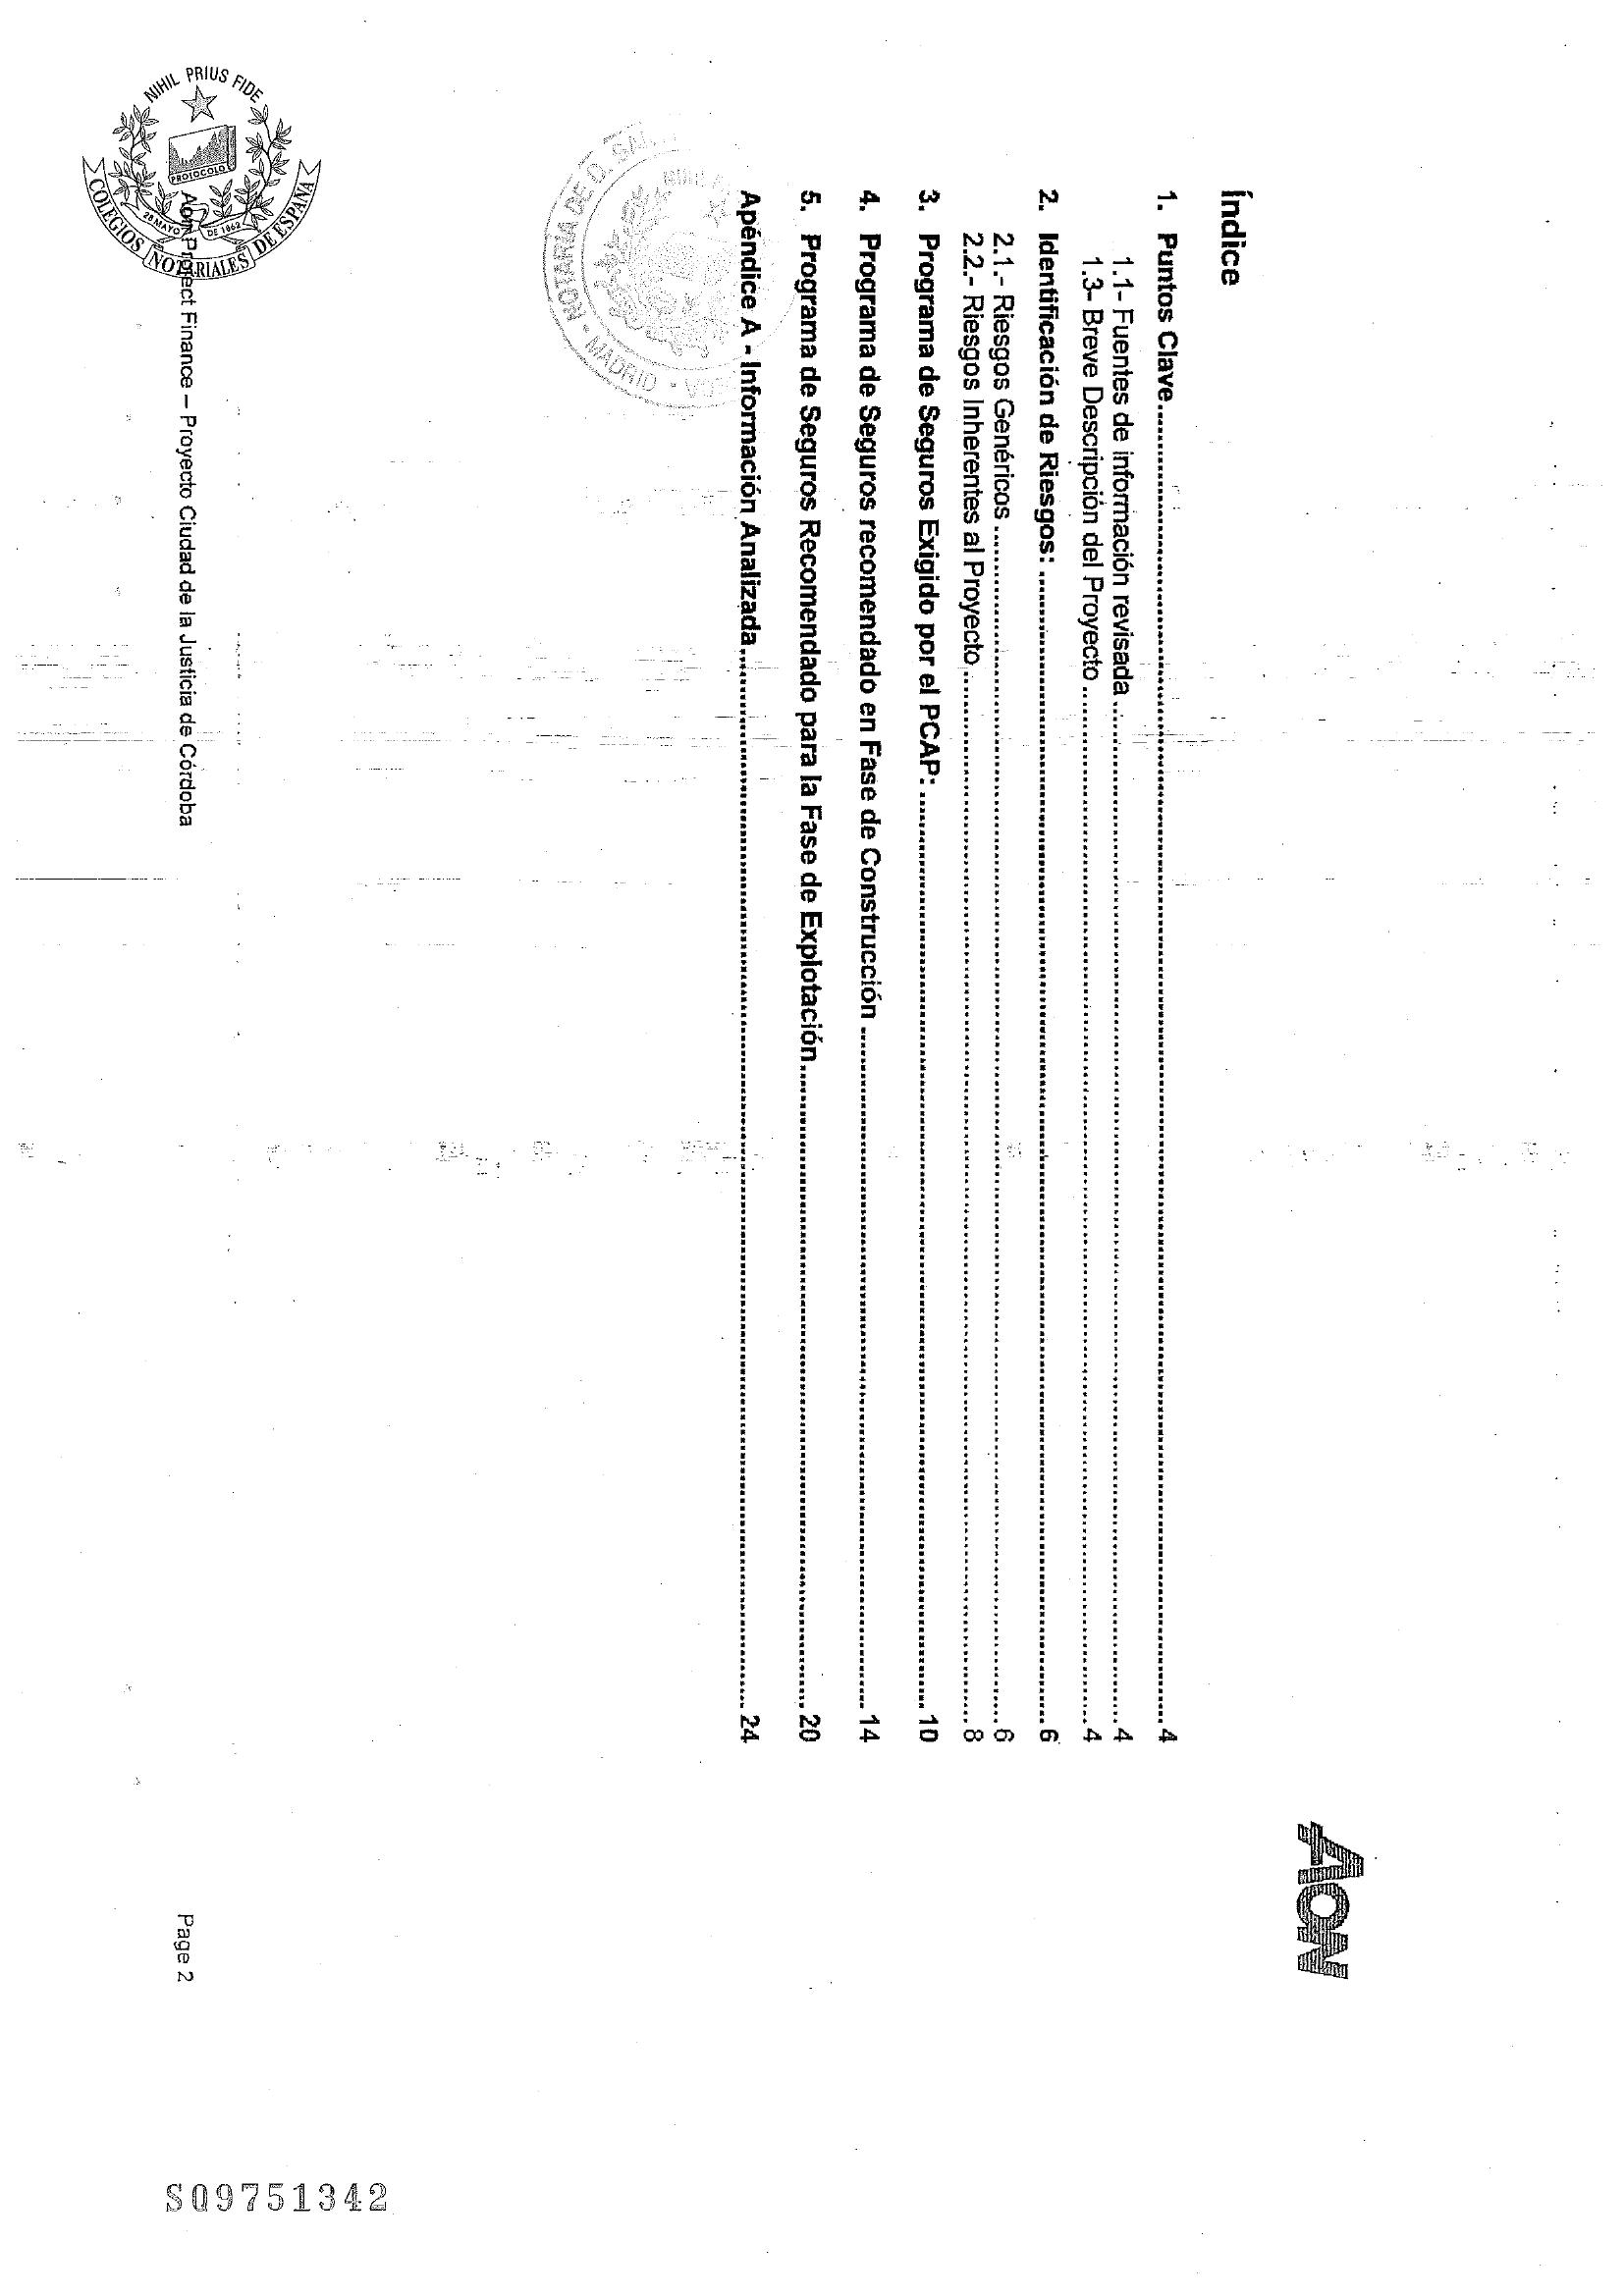 AON
Índice
1. Puntos Clave 4
1.1- Fuentes de información revisada 4
1.3- Breve Descripción del Proyecto 4
2. Identificación de Riesgos: 6
2.1.- Riesgos Genéricos 6
2.2.- Riesgos Inherentes al Proyecto 8
3. Programa de Seguros Exigido por el PCAP: 10
4. Programa de Seguros recomendado en Fase de Construcción 14
5. Programa de Seguros Recomendado para la Fase de Explotación 20
Apéndice A - Información Analizada 24
Aon Project Finance – Proyecto Ciudad de la Justicia de Córdoba
Page 2
NIHIL PRIUS FIDE
PROTOCOLO
28 MAYO DE 1862
COLEGIOS NOTARIALES DE ESPAÑA
NOTARIA DE D.
MADRID
S09751342